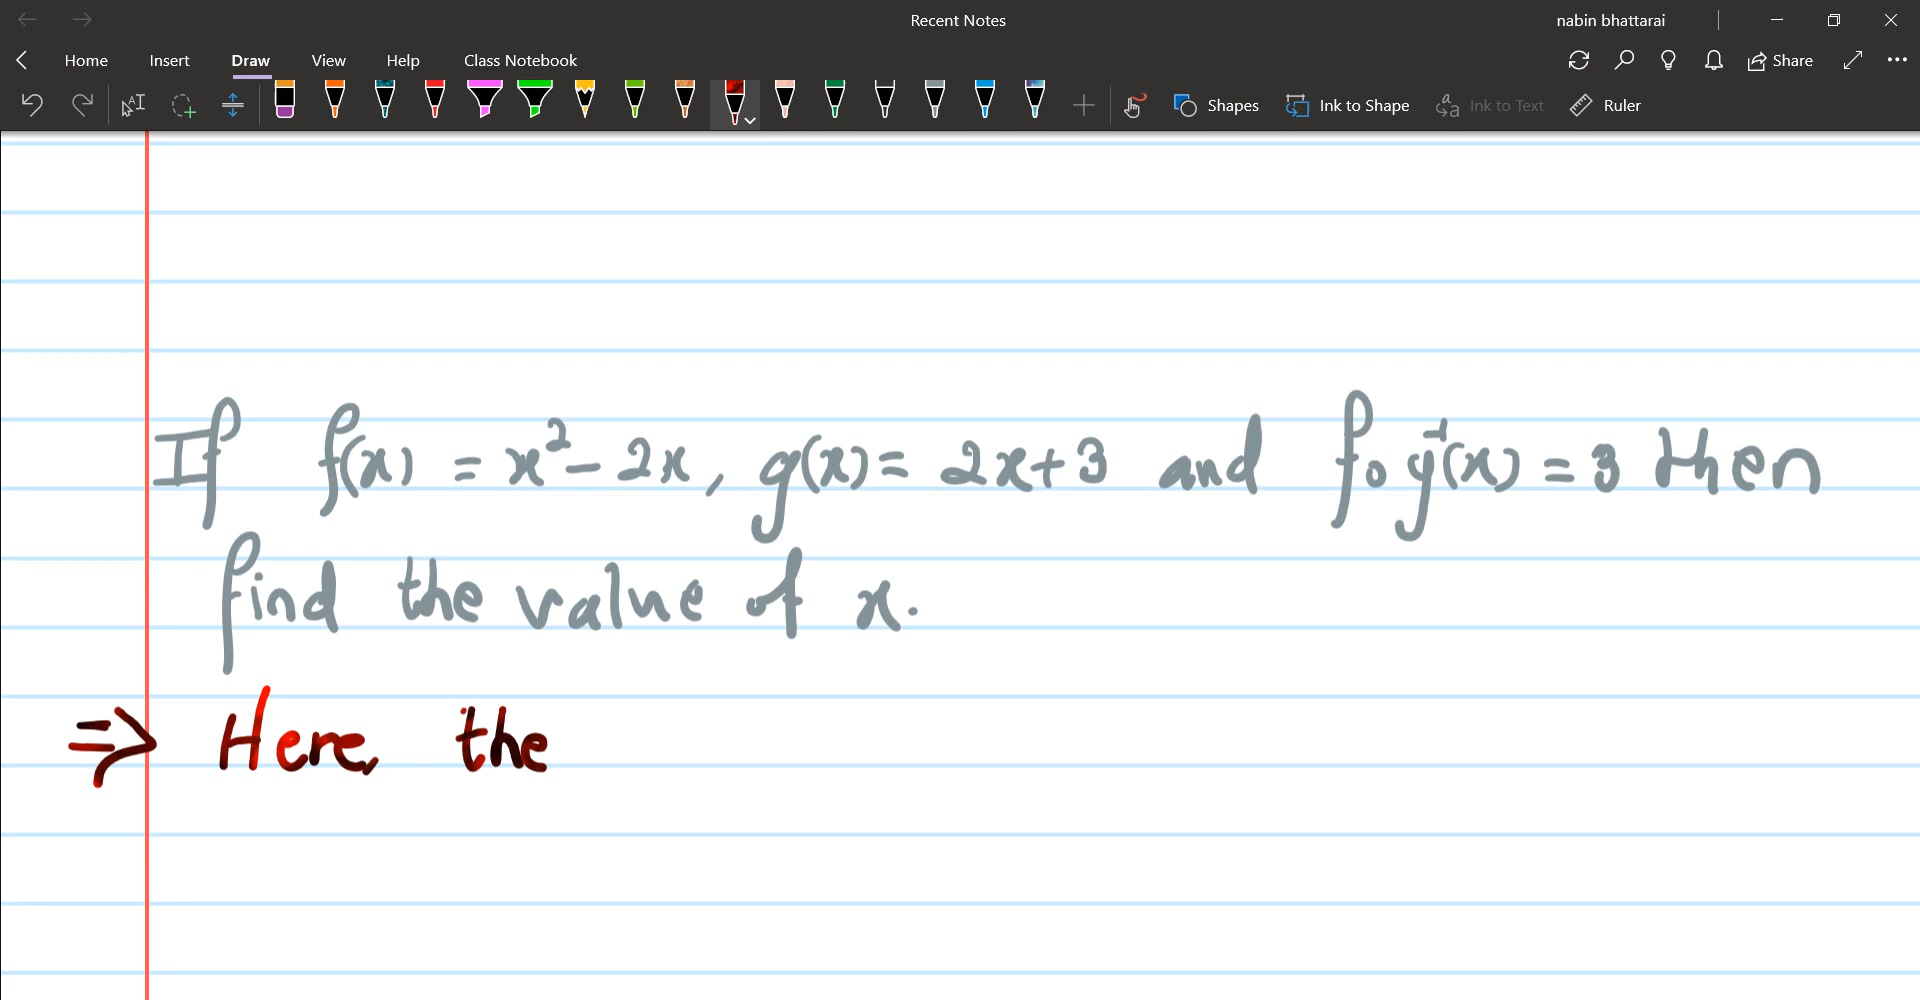 Recent Notes
nabin bhattarai
Home Insert Draw View Help Class Notebook
Share
Shapes Ink to Shape Ink to Text Ruler
If f(x) = x² - 2x, g(x) = 2x+3 and fog⁻¹(x) = 3 then
find the value of x.
⇒ Here, the